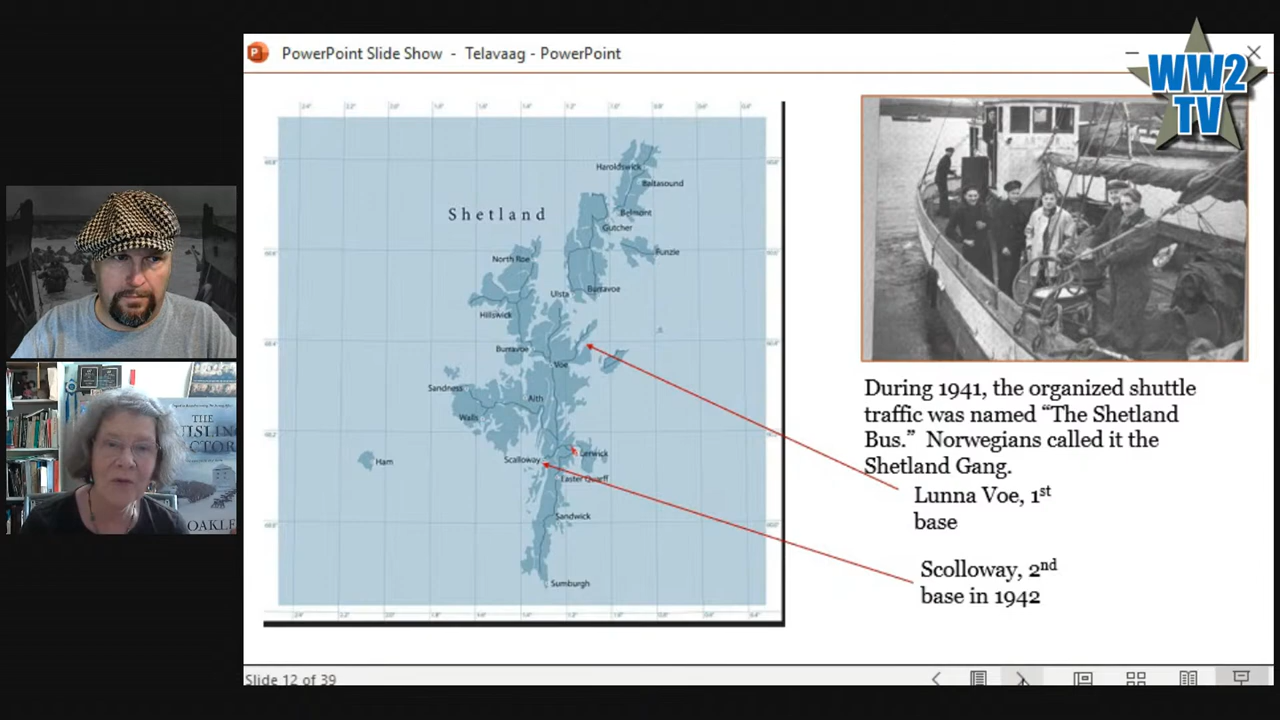 PowerPoint Slide Show - Telavaag - PowerPoint
WW2
TV
Shetland
Haroldswick
Baltasound
Belmont
Gutcher
Funzie
North Roe
Ulsta
Burravoe
Hillswick
Burravoe
Voe
Sandness
Aith
Walls
Ham
Scalloway
Lerwick
Easter Quarff
Sandwick
Sumburgh
During 1941, the organized shuttle
traffic was named “The Shetland
Bus.” Norwegians called it the
Shetland Gang.
Lunna Voe, 1st
base
Scolloway, 2nd
base in 1942
THE
OAKLE
Slide 12 of 39